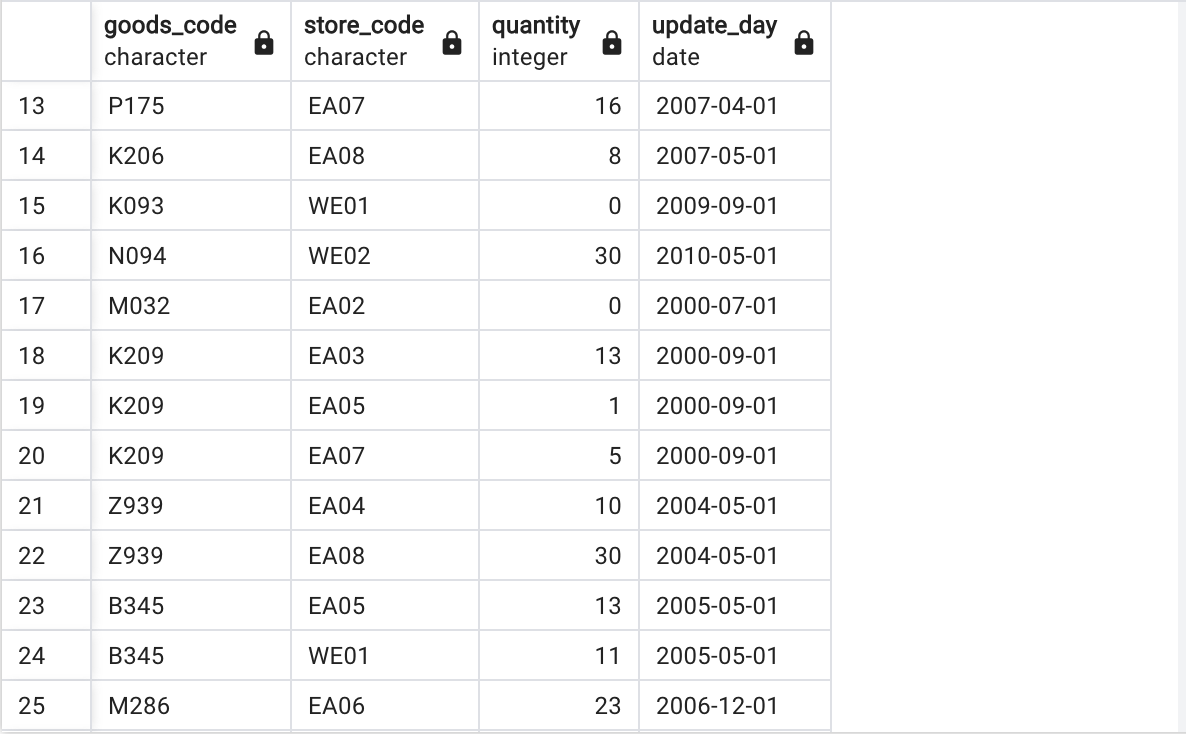 goods_code store_code quantity update_day
character character integer date
13 P175 EA07 16 2007-04-01
14 K206 EA08 8 2007-05-01
15 K093 WE01 0 2009-09-01
16 N094 WE02 30 2010-05-01
17 M032 EA02 0 2000-07-01
18 K209 EA03 13 2000-09-01
19 K209 EA05 1 2000-09-01
20 K209 EA07 5 2000-09-01
21 Z939 EA04 10 2004-05-01
22 Z939 EA08 30 2004-05-01
23 B345 EA05 13 2005-05-01
24 B345 WE01 11 2005-05-01
25 M286 EA06 23 2006-12-01